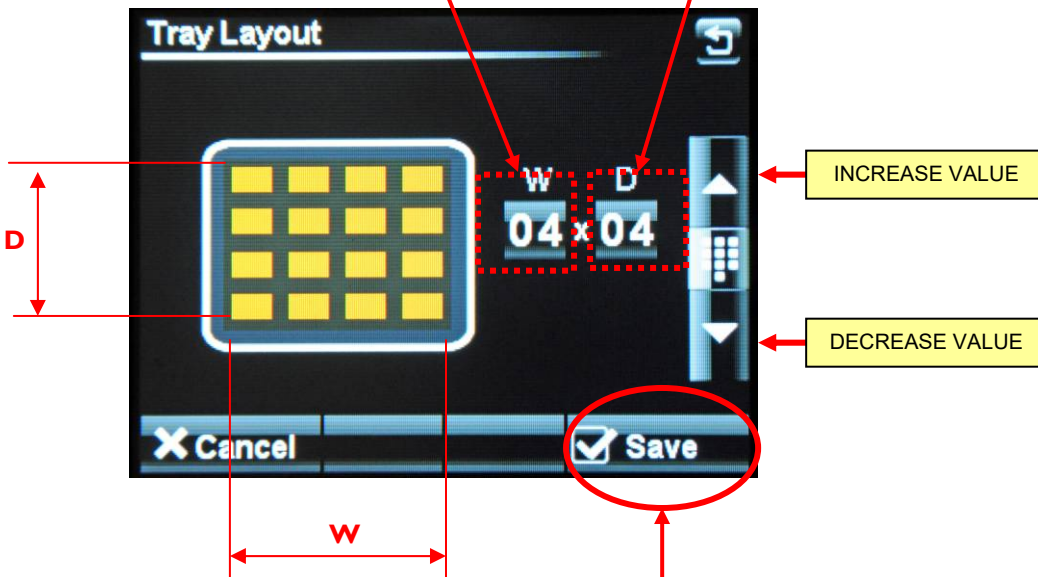 Tray Layout
W D
04 x 04
INCREASE VALUE
D
DECREASE VALUE
Cancel
Save
W